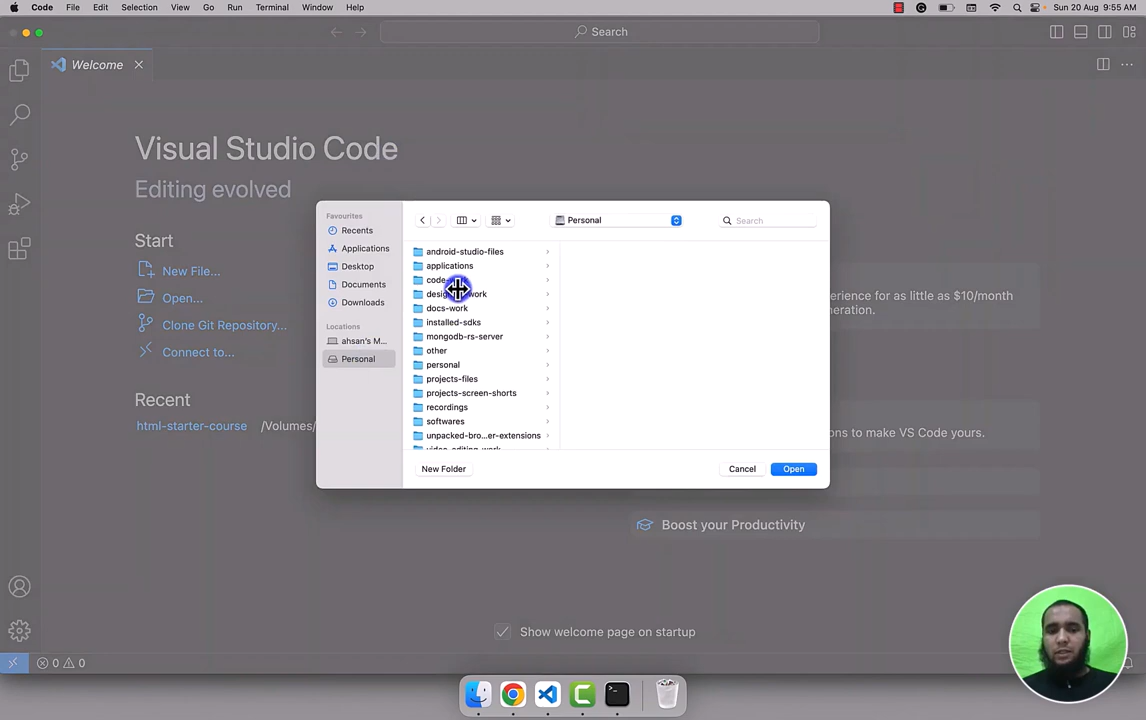 Code File Edit Selection View Go Run Terminal Window Help Sun 20 Aug 9:55 AM
Search
Welcome
Visual Studio Code
Editing evolved
Start
New File...
Open...
Clone Git Repository...
Connect to...
Recent
html-starter-course /Volumes/
Favourites
Recents
Applications
Desktop
Documents
Downloads
Locations
ahsan's M...
Personal
Personal
Search
android-studio-files
applications
docs-work
installed-sdks
mongodb-rs-server
other
personal
projects-files
projects-screen-shorts
recordings
softwares
unpacked-bro...er-extensions
New Folder
Cancel Open
erience for as little as $10/month
neration.
ons to make VS Code yours.
Boost your Productivity
Show welcome page on startup
0 0